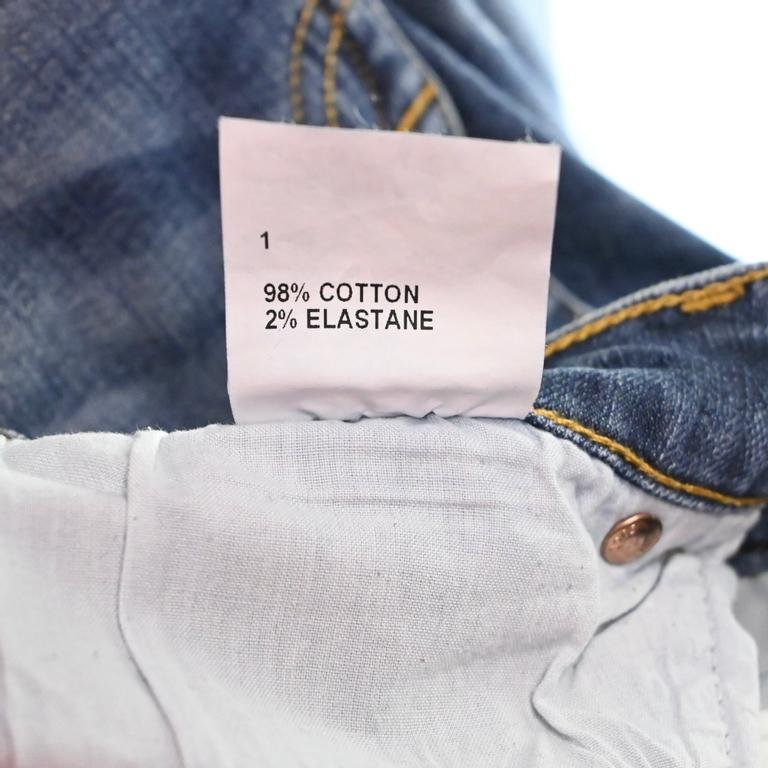 1
98% COTTON
2% ELASTANE